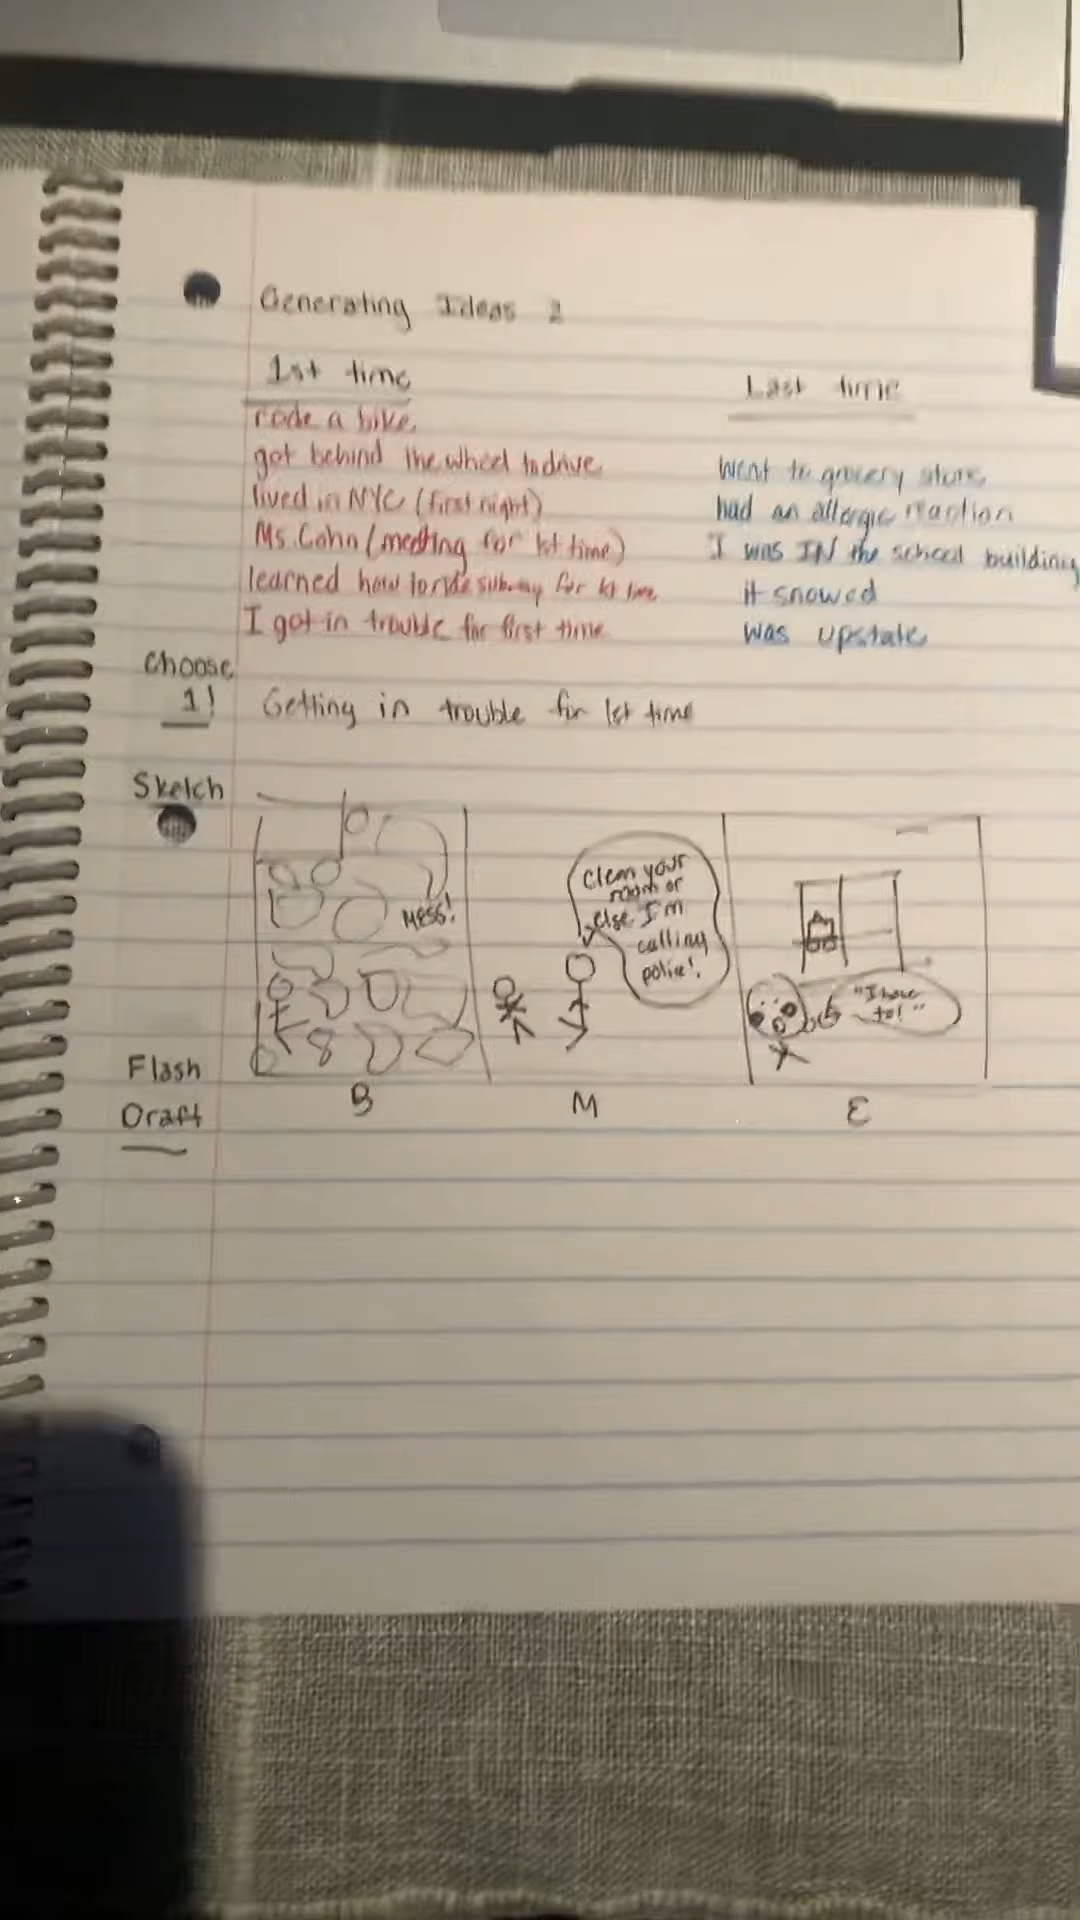 Generating Ideas 2
1st time
Last time
rode a bike
got behind the wheel to drive
lived in NYC (first night)
Ms. Cohn (meeting for 1st time)
learned how to ride subway for 1st time
I got in trouble for first time
went to grocery store
had an allergic reaction
I was IN the school building
it snowed
was upstate
Choose
1!
Getting in trouble for 1st time
Sketch
MESS!
Clean your
room or
else I'm
calling
police!
"I have
to!"
B
M
E
Flash
Draft